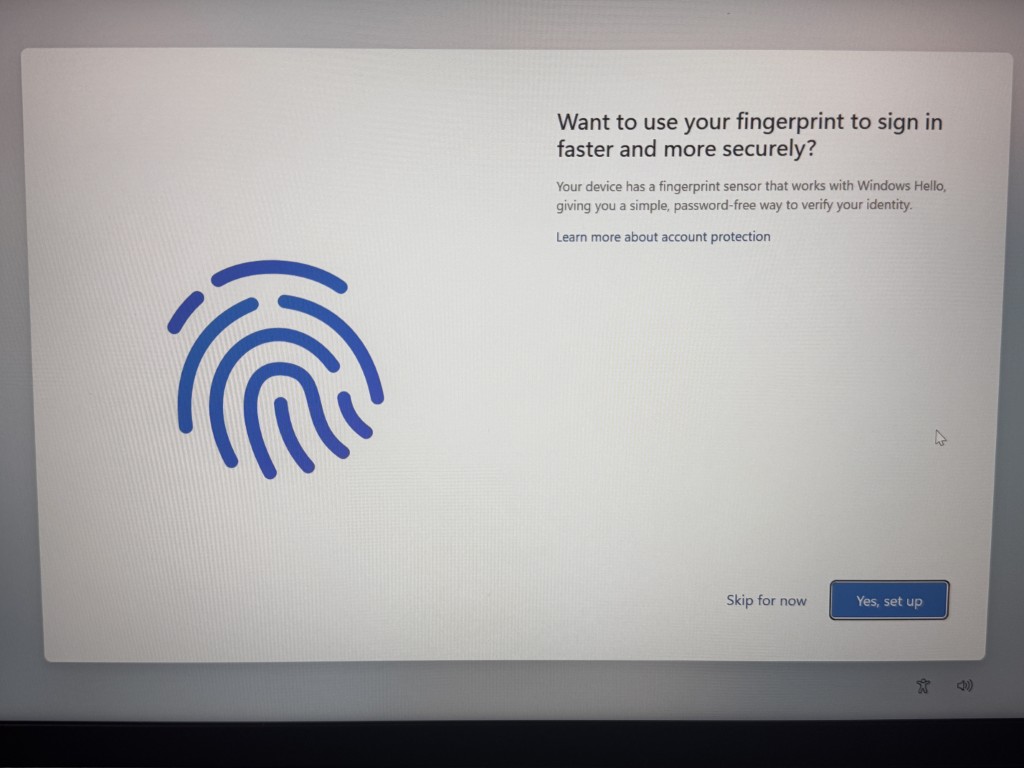 Want to use your fingerprint to sign in
faster and more securely?
Your device has a fingerprint sensor that works with Windows Hello,
giving you a simple, password-free way to verify your identity.
Learn more about account protection
Skip for now
Yes, set up